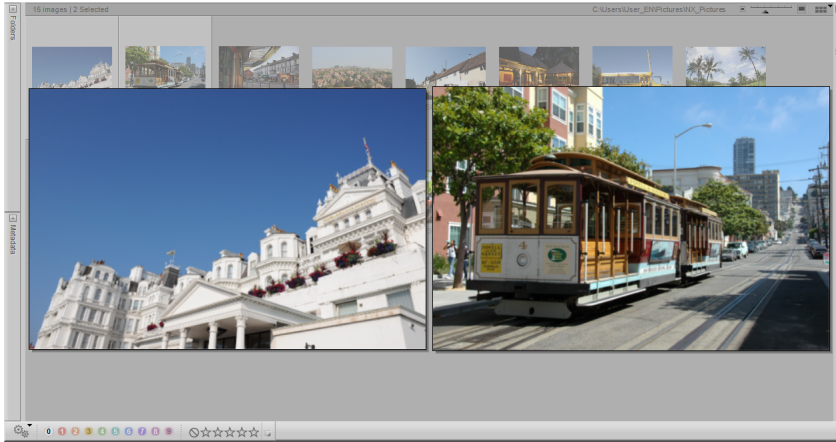 15 images | 2 Selected
C:\Users\User_EN\Pictures\NX_Pictures
Folders
Metadata
0 1 2 3 4 5 6 7 8 9